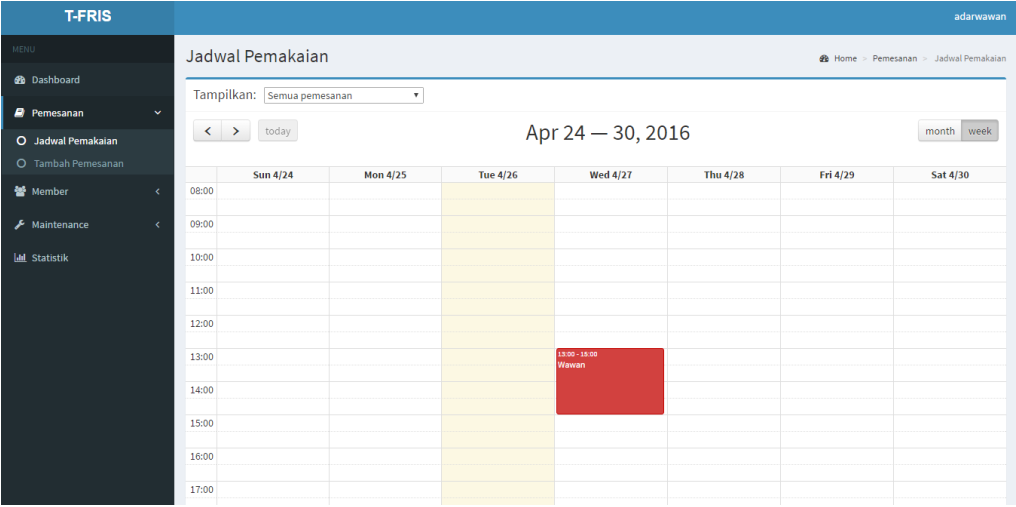 T-FRIS
adarwawan
MENU
Dashboard
Pemesanan
Jadwal Pemakaian
Tambah Pemesanan
Member
Maintenance
Statistik
Jadwal Pemakaian
Home > Pemesanan > Jadwal Pemakaian
Tampilkan: Semua pemesanan
today
Apr 24 — 30, 2016
month week
Sun 4/24 Mon 4/25 Tue 4/26 Wed 4/27 Thu 4/28 Fri 4/29 Sat 4/30
08:00
09:00
10:00
11:00
12:00
13:00
13:00 - 15:00
Wawan
14:00
15:00
16:00
17:00